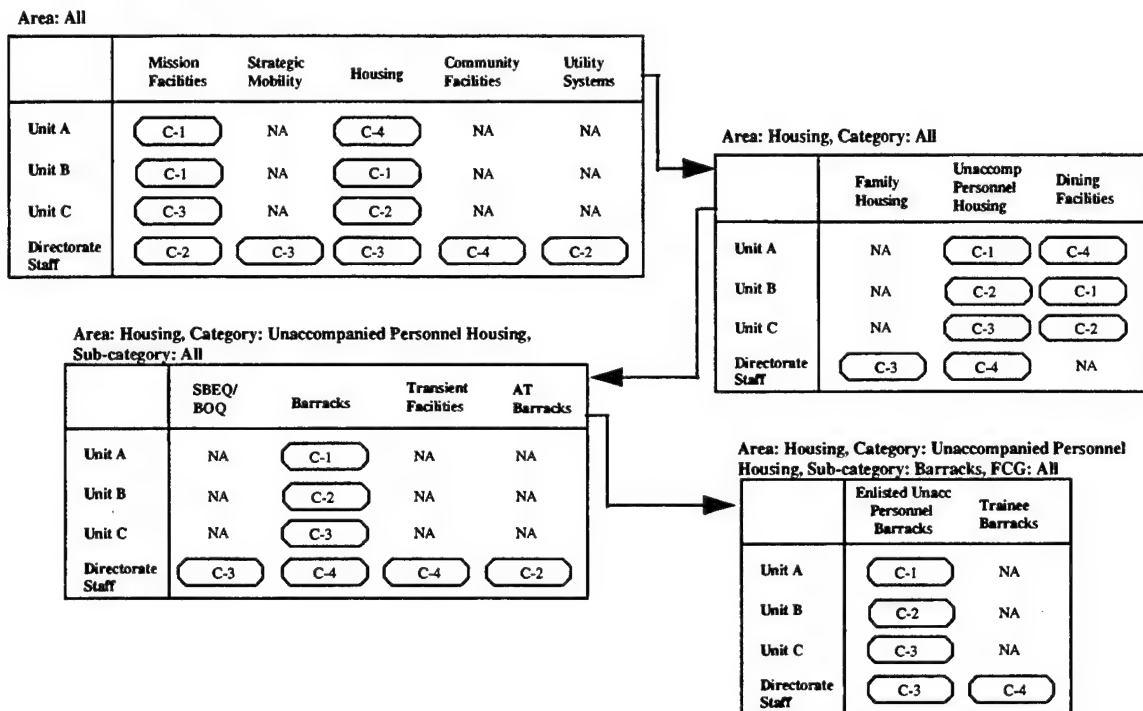 Area: All
Mission Facilities Strategic Mobility Housing Community Facilities Utility Systems
Unit A C-1 NA C-4 NA NA
Unit B C-1 NA C-1 NA NA
Unit C C-3 NA C-2 NA NA
Directorate Staff C-2 C-3 C-3 C-4 C-2
Area: Housing, Category: All
Family Housing Unaccomp Personnel Housing Dining Facilities
Unit A NA C-1 C-4
Unit B NA C-2 C-1
Unit C NA C-3 C-2
Directorate Staff C-3 C-4 NA
Area: Housing, Category: Unaccompanied Personnel Housing,
Sub-category: All
SBEQ/ BOQ Barracks Transient Facilities AT Barracks
Unit A NA C-1 NA NA
Unit B NA C-2 NA NA
Unit C NA C-3 NA NA
Directorate Staff C-3 C-4 C-4 C-2
Area: Housing, Category: Unaccompanied Personnel
Housing, Sub-category: Barracks, FCG: All
Enlisted Unacc Personnel Barracks Trainee Barracks
Unit A C-1 NA
Unit B C-2 NA
Unit C C-3 NA
Directorate Staff C-3 C-4